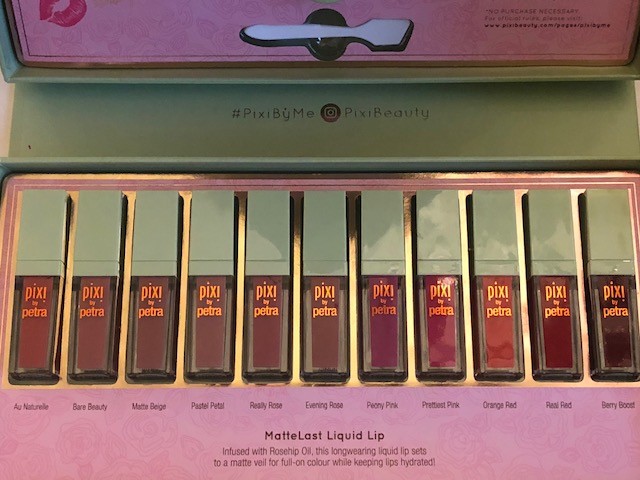 *NO PURCHASE NECESSARY.
For official rules, please visit:
www.pixibeauty.com/pages/pixibyme
#PixiByMe PixiBeauty
pixi by petra
pixi by petra
pixi by petra
pixi by petra
pixi by petra
pixi by petra
pixi by petra
pixi by petra
pixi by petra
pixi by petra
pixi by petra
Au Naturelle Bare Beauty Matte Beige Pastel Petal Really Rose Evening Rose Peony Pink Prettiest Pink Orange Red Real Red Berry Boost
MatteLast Liquid Lip
Infused with Rosehip Oil, this longwearing liquid lip sets
to a matte veil for full-on colour while keeping lips hydrated!